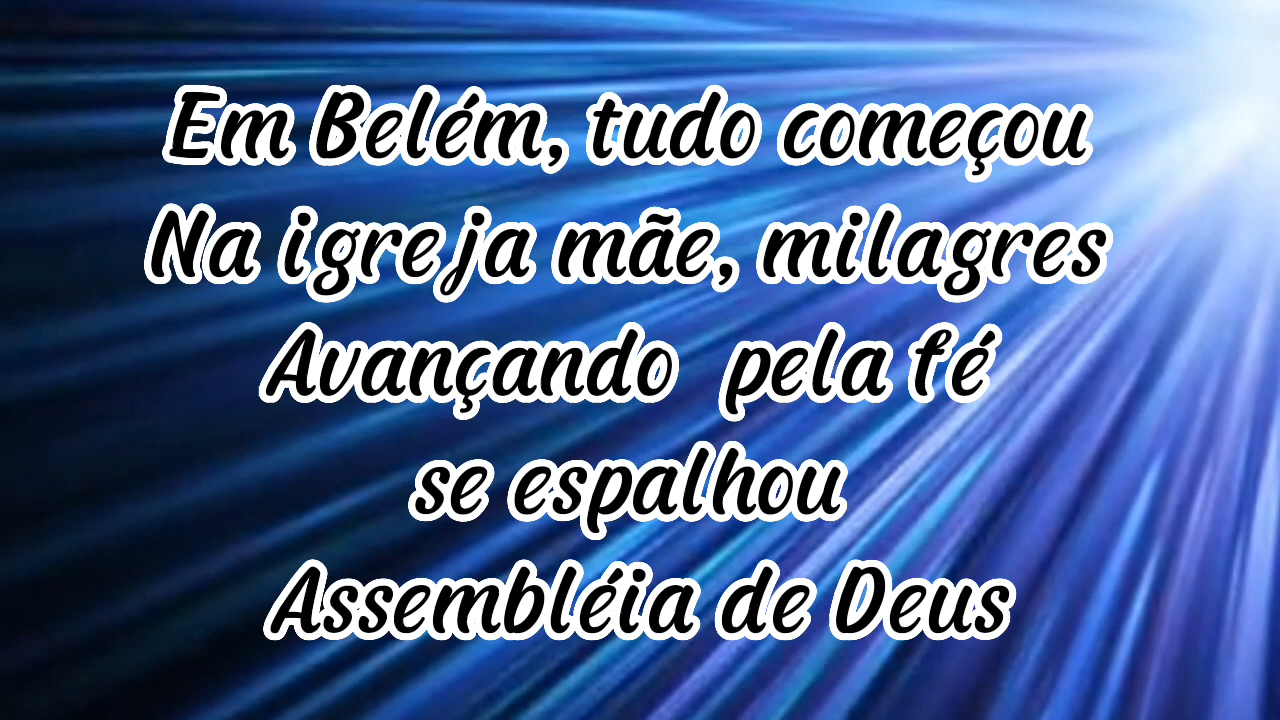 Em Belém, tudo começou
Na igreja mãe, milagres
Avançando pela fé
se espalhou
Assembléia de Deus